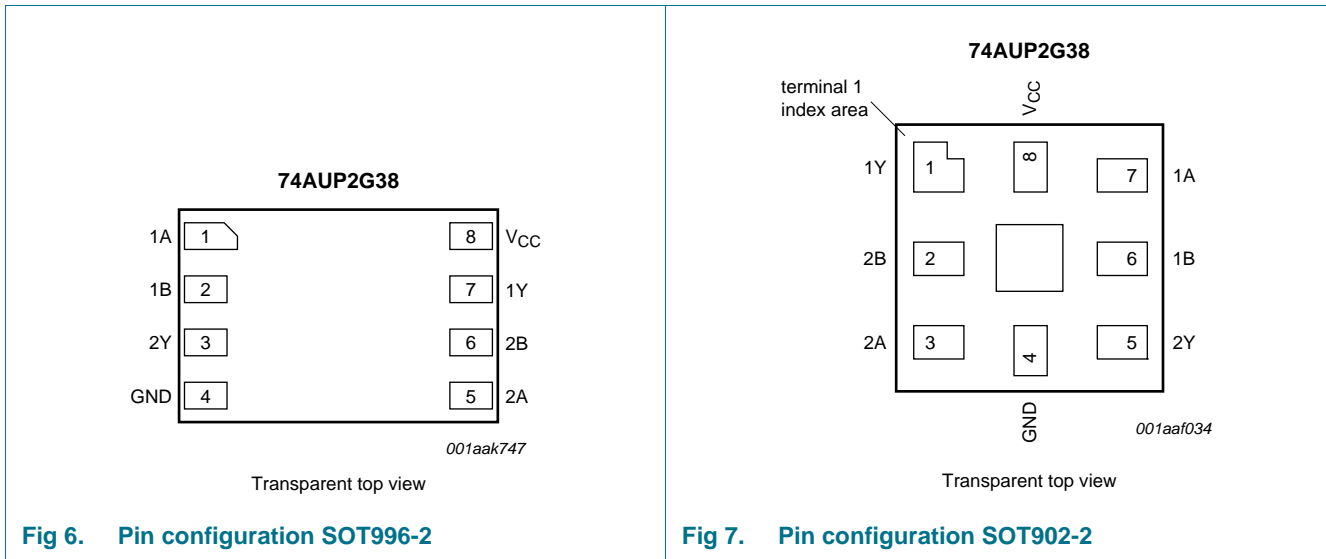 74AUP2G38
1A 1 8 VCC
1B 2 7 1Y
2Y 3 6 2B
GND 4 5 2A
001aak747
Transparent top view
Fig 6. Pin configuration SOT996-2
74AUP2G38
terminal 1
index area
VCC
1Y 1 8 7 1A
2B 2 6 1B
2A 3 4 5 2Y
GND
001aaf034
Transparent top view
Fig 7. Pin configuration SOT902-2